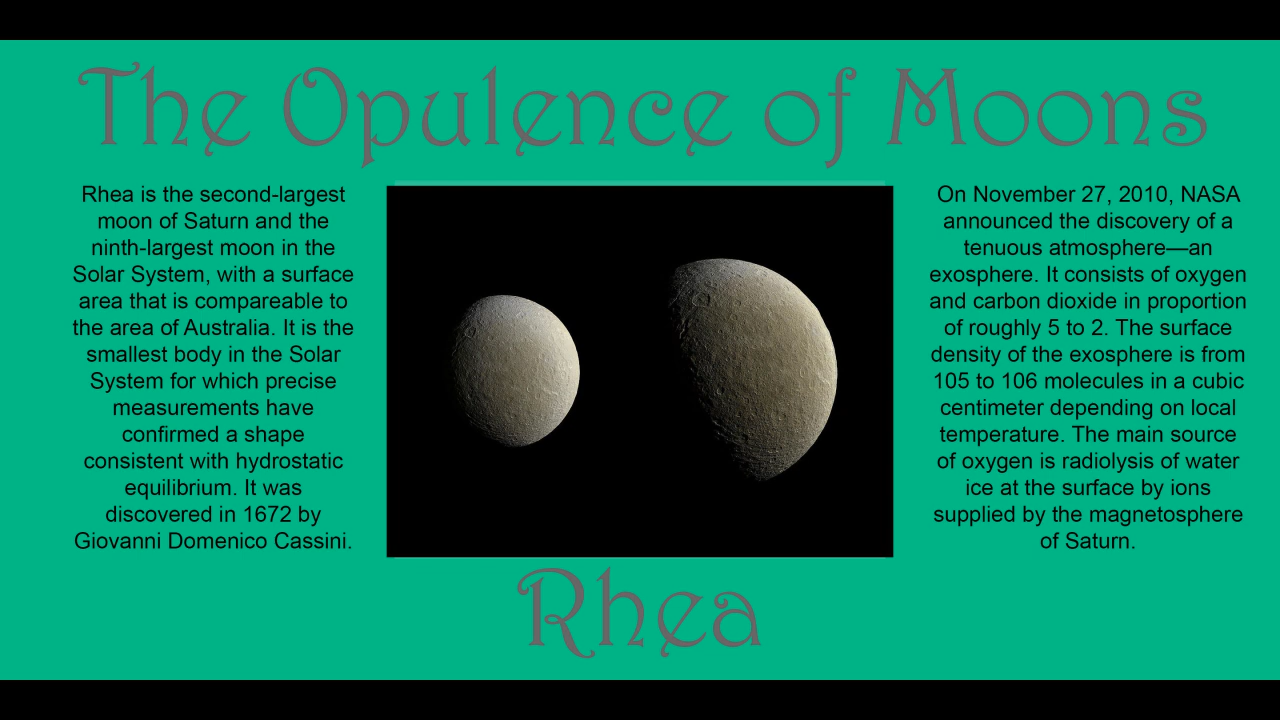 The Opulence of Moons
Rhea is the second-largest
moon of Saturn and the
ninth-largest moon in the
Solar System, with a surface
area that is compareable to
the area of Australia. It is the
smallest body in the Solar
System for which precise
measurements have
confirmed a shape
consistent with hydrostatic
equilibrium. It was
discovered in 1672 by
Giovanni Domenico Cassini.
On November 27, 2010, NASA
announced the discovery of a
tenuous atmosphere—an
exosphere. It consists of oxygen
and carbon dioxide in proportion
of roughly 5 to 2. The surface
density of the exosphere is from
105 to 106 molecules in a cubic
centimeter depending on local
temperature. The main source
of oxygen is radiolysis of water
ice at the surface by ions
supplied by the magnetosphere
of Saturn.
Rhea